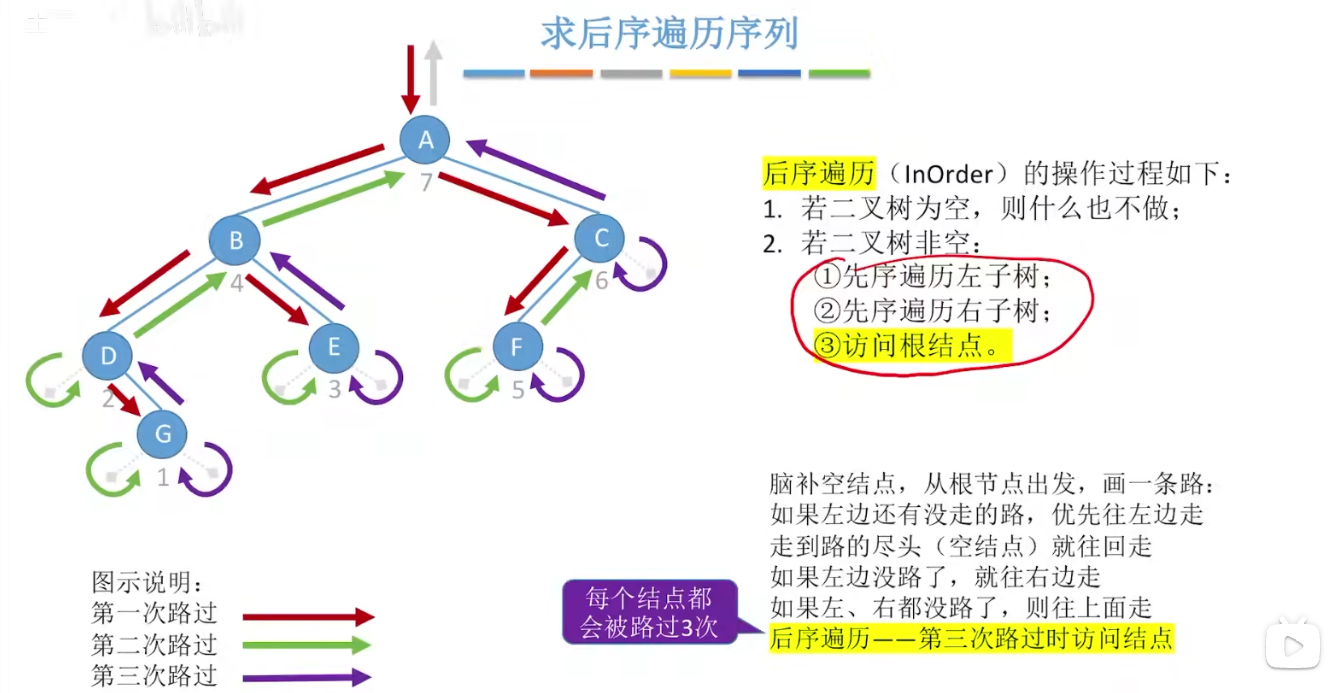 求后序遍历序列
A
7
B
4
C
6
D
2
E
3
F
5
G
1
后序遍历（InOrder）的操作过程如下：
1. 若二叉树为空，则什么也不做；
2. 若二叉树非空：
①先序遍历左子树；
②先序遍历右子树；
③访问根结点。
脑补空结点，从根节点出发，画一条路：
如果左边还有没走的路，优先往左边走
走到路的尽头（空结点）就往回走
如果左边没路了，就往右边走
如果左、右都没路了，则往上面走
后序遍历——第三次路过时访问结点
每个结点都
会被路过3次
图示说明：
第一次路过
第二次路过
第三次路过